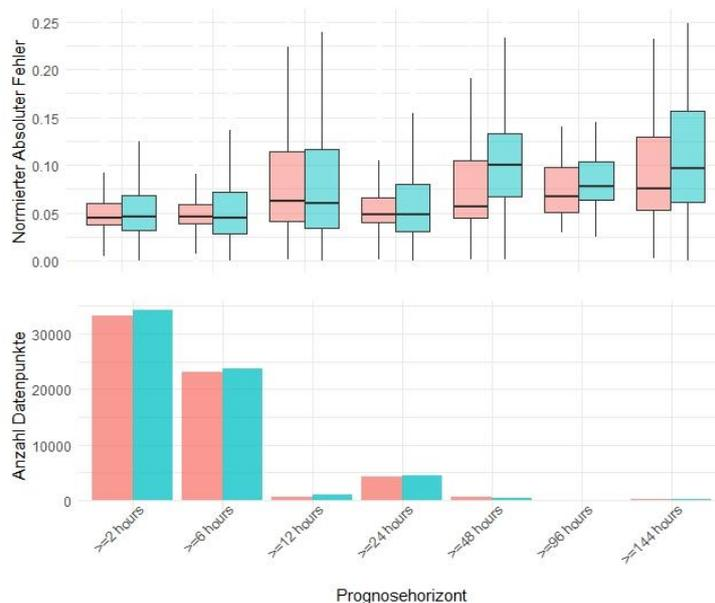 Normierter Absoluter Fehler
0.25
0.20
0.15
0.10
0.05
0.00
Anzahl Datenpunkte
30000
20000
10000
0
>=2 hours
>=6 hours
>=12 hours
>=24 hours
>=48 hours
>=96 hours
>=144 hours
Prognosehorizont